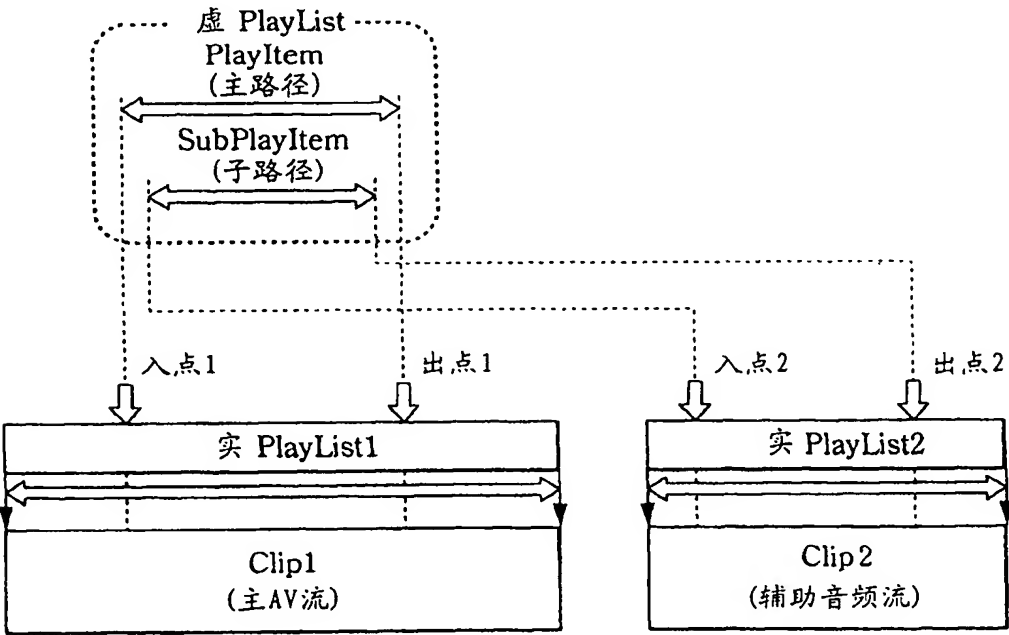 虚 PlayList
PlayItem
(主路径)
SubPlayItem
(子路径)
入点1
出点1
入点2
出点2
实 PlayList1
实 PlayList2
Clip1
(主AV流)
Clip2
(辅助音频流)